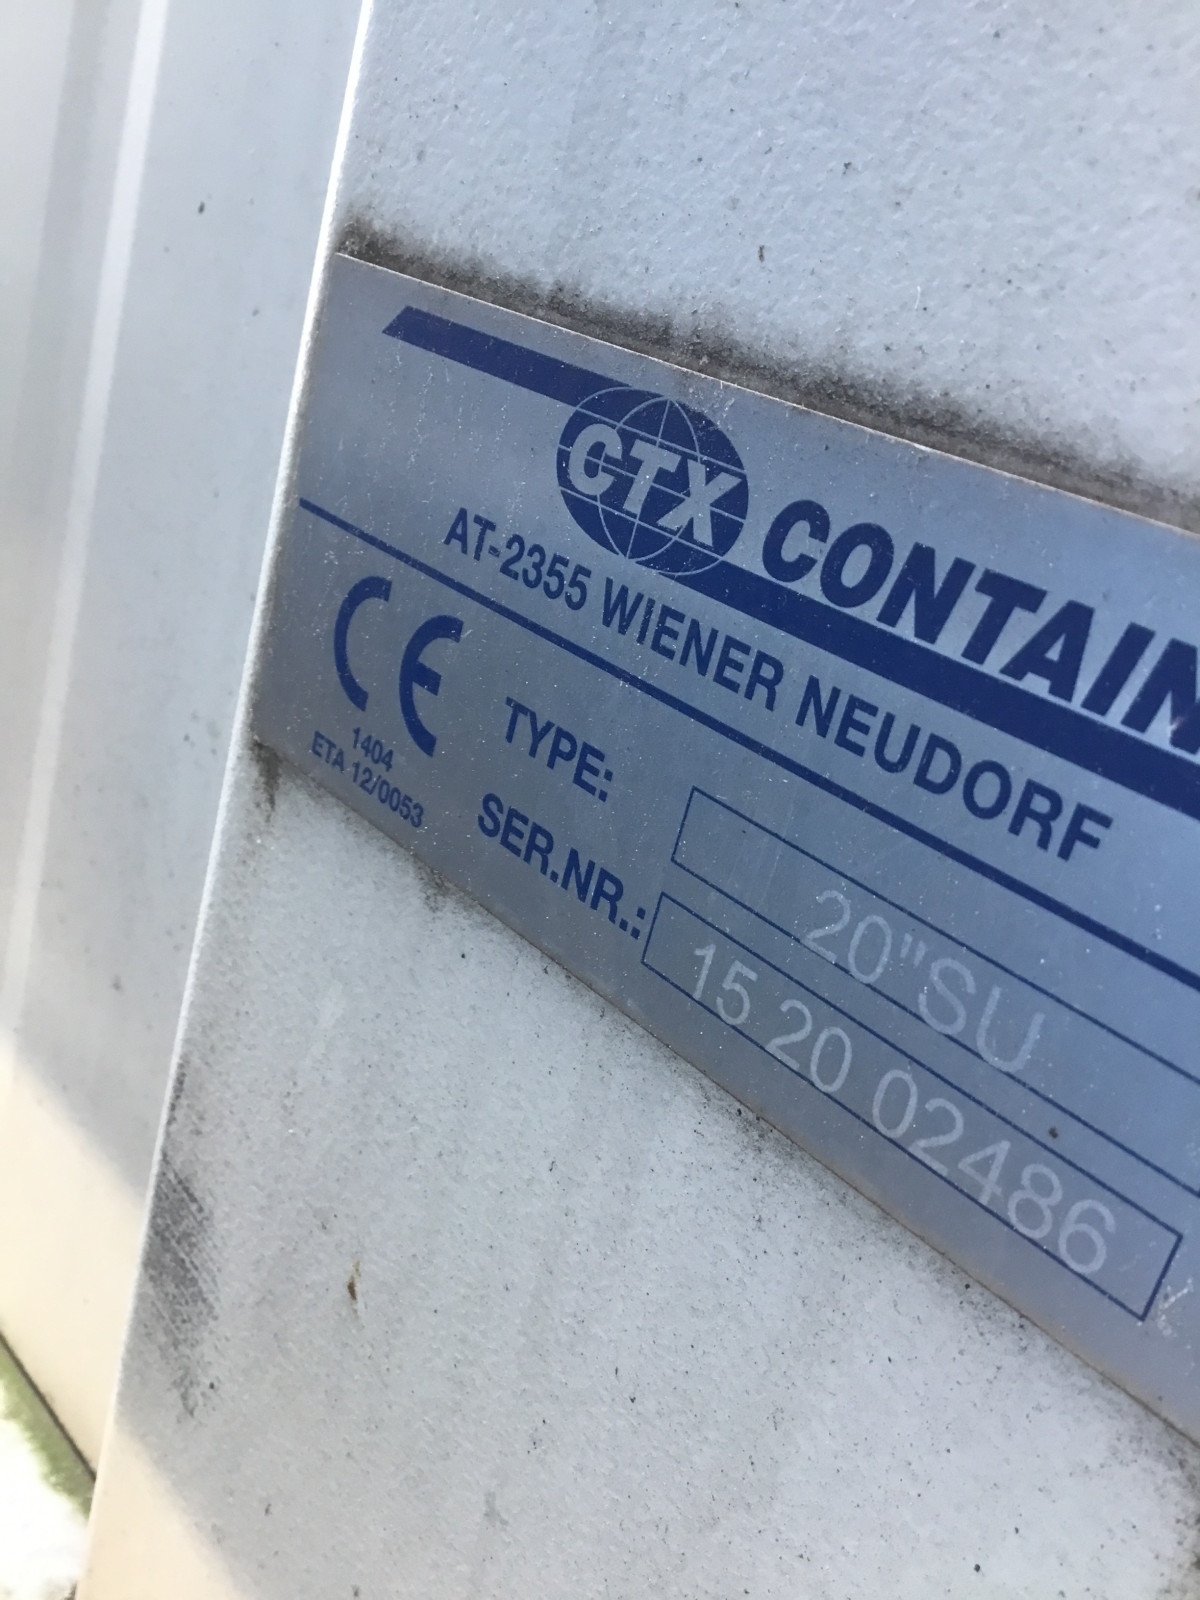 CTX CONTAIN
AT-2355 WIENER NEUDORF
CE
1404
ETA 12/0053
TYPE: 20"SU
SER.NR.: 15 20 02486